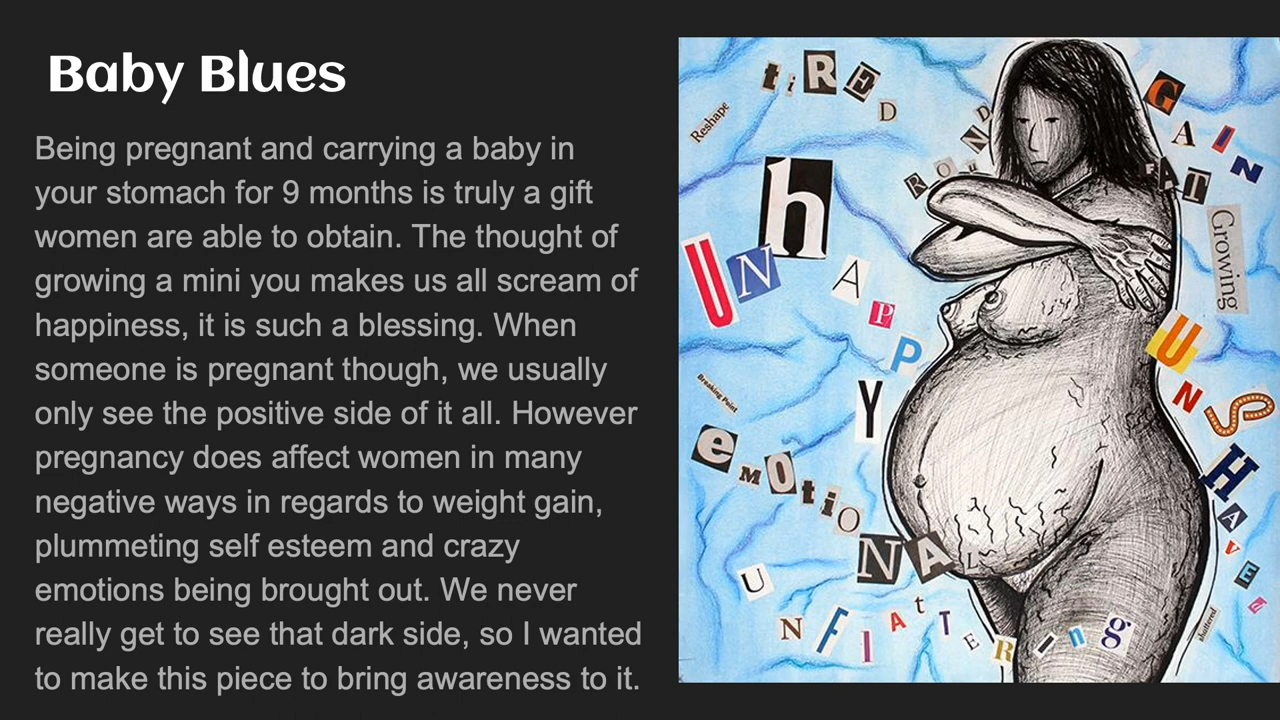 Baby Blues
Being pregnant and carrying a baby in
your stomach for 9 months is truly a gift
women are able to obtain. The thought of
growing a mini you makes us all scream of
happiness, it is such a blessing. When
someone is pregnant though, we usually
only see the positive side of it all. However
pregnancy does affect women in many
negative ways in regards to weight gain,
plummeting self esteem and crazy
emotions being brought out. We never
really get to see that dark side, so I wanted
to make this piece to bring awareness to it.
tiRED
Reshape
ROUND
GAIN
FAT
Growing
UNhAPPY
UNSHAVEN
Breaking Point
emotioNAL
UNFlAtTERing
shattered